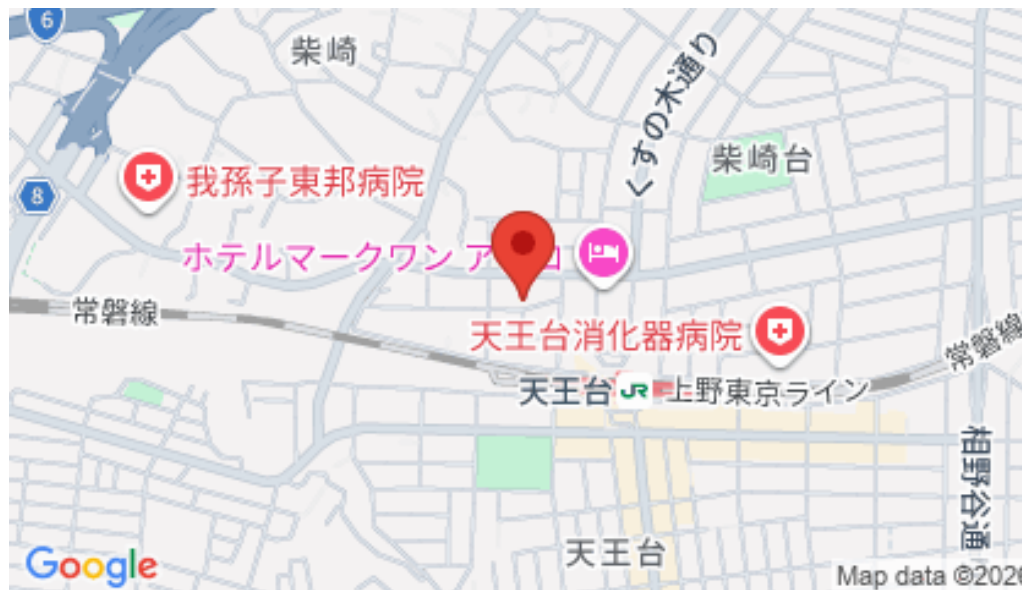 6
柴崎
くすの木通り
柴崎台
我孫子東邦病院
8
ホテルマークワン ア
常磐線
天王台消化器病院
常磐線
天王台
JR
上野東京ライン
相野谷通
天王台
Google
Map data ©202